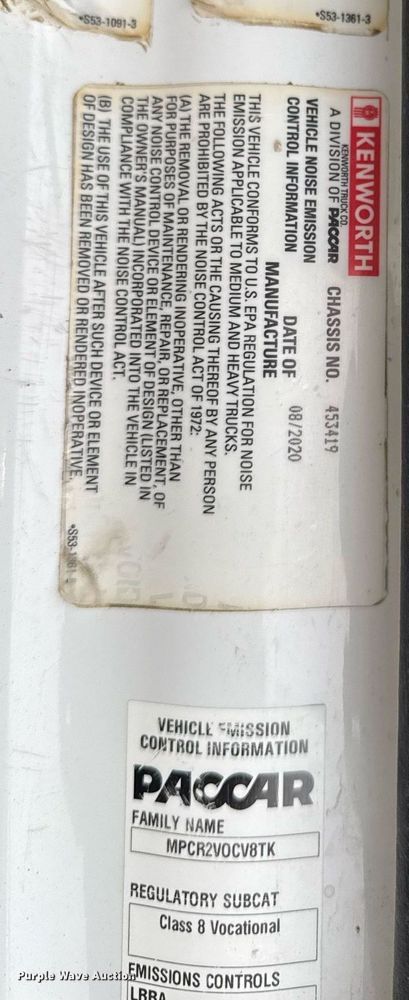 *S53-1091-3
*S53-1361-3
KENWORTH
KENWORTH TRUCK CO.
A DIVISION OF PACCAR
CHASSIS NO. 453419
VEHICLE NOISE EMISSION
CONTROL INFORMATION
DATE OF
MANUFACTURE
08/2020
THIS VEHICLE CONFORMS TO U.S. EPA REGULATION FOR NOISE
EMISSION APPLICABLE TO MEDIUM AND HEAVY TRUCKS.
THE FOLLOWING ACTS OR THE CAUSING THEREOF BY ANY PERSON
ARE PROHIBITED BY THE NOISE CONTROL ACT OF 1972:
(A) THE REMOVAL OR RENDERING INOPERATIVE, OTHER THAN
FOR PURPOSES OF MAINTENANCE, REPAIR, OR REPLACEMENT, OF
ANY NOISE CONTROL DEVICE OR ELEMENT OF DESIGN (LISTED IN
THE OWNER'S MANUAL) INCORPORATED INTO THE VEHICLE IN
COMPLIANCE WITH THE NOISE CONTROL ACT.
(B) THE USE OF THIS VEHICLE AFTER SUCH DEVICE OR ELEMENT
OF DESIGN HAS BEEN REMOVED OR RENDERED INOPERATIVE.
VEHICLE EMISSION
CONTROL INFORMATION
PACCAR
FAMILY NAME
MPCR2VOCV8TK
REGULATORY SUBCAT
Class 8 Vocational
EMISSIONS CONTROLS
LRRA
Purple Wave Auction